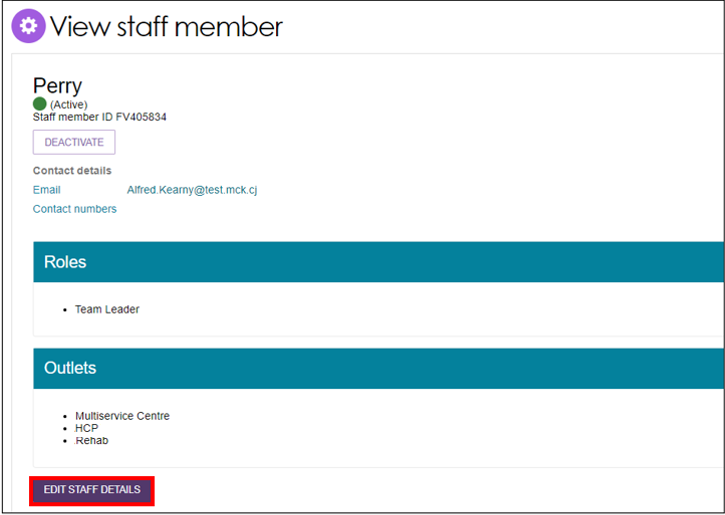 View staff member
Perry
(Active)
Staff member ID FV405834
DEACTIVATE
Contact details
Email Alfred.Kearny@test.mck.cj
Contact numbers
Roles
• Team Leader
Outlets
• Multiservice Centre
• HCP
• Rehab
EDIT STAFF DETAILS